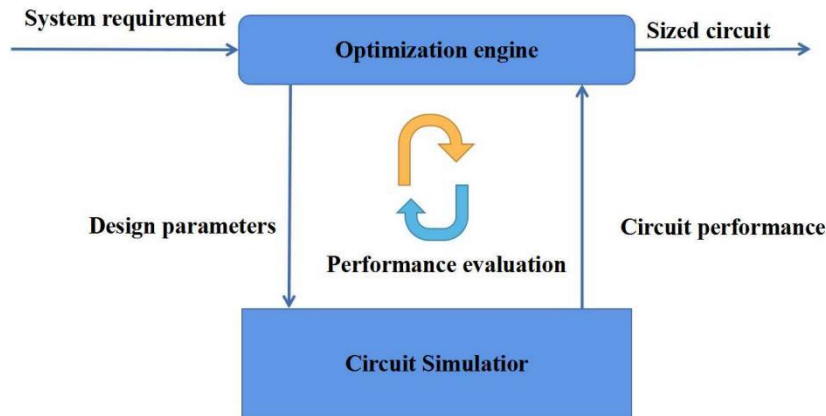 System requirement
Optimization engine
Sized circuit
Design parameters
Circuit performance
Performance evaluation
Circuit Simulatior